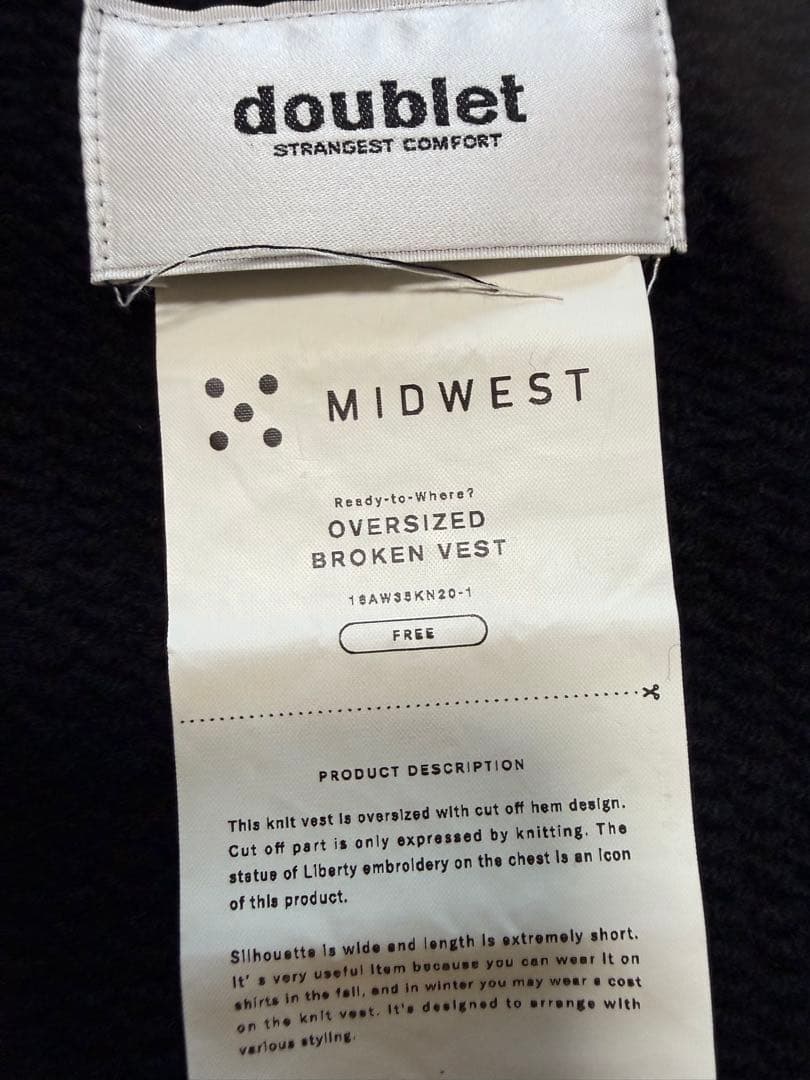 doublet
STRANGEST COMFORT
MIDWEST
Ready-to-Where?
OVERSIZED
BROKEN VEST
18AW35KN20-1
FREE
PRODUCT DESCRIPTION
This knit vest is oversized with cut off hem design.
Cut off part is only expressed by knitting. The
statue of Liberty embroidery on the chest is an icon
of this product.
Silhouette is wide and length is extremely short.
It' s very useful item because you can wear it on
shirts in the fall, and in winter you may wear a cost
on the knit vest. It's designed to arrange with
various styling.